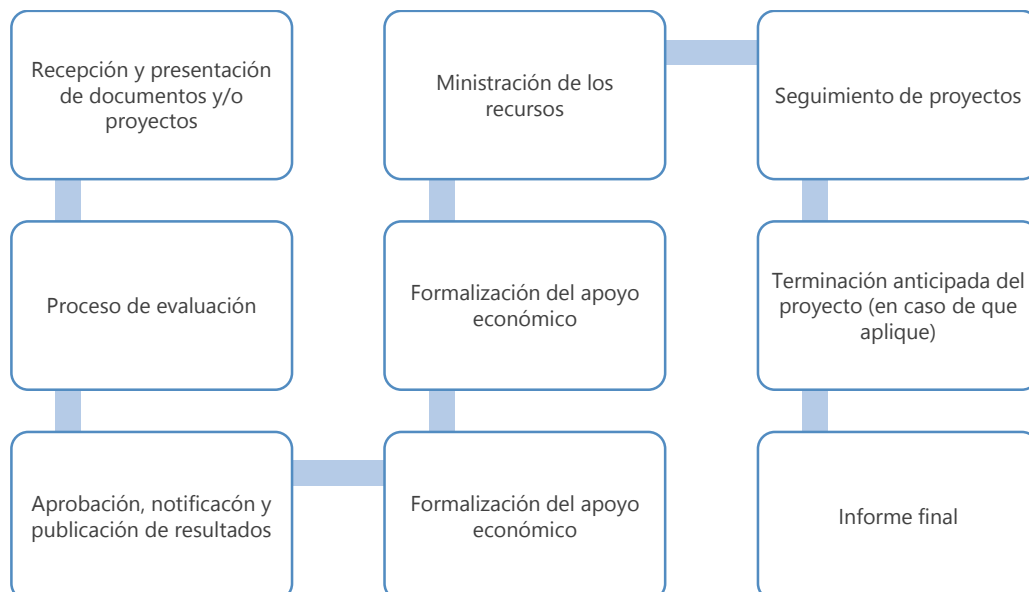 Recepción y presentación
de documentos y/o
proyectos
Proceso de evaluación
Aprobación, notificacón y
publicación de resultados
Formalización del apoyo
económico
Formalización del apoyo
económico
Ministración de los
recursos
Seguimiento de proyectos
Terminación anticipada del
proyecto (en caso de que
aplique)
Informe final